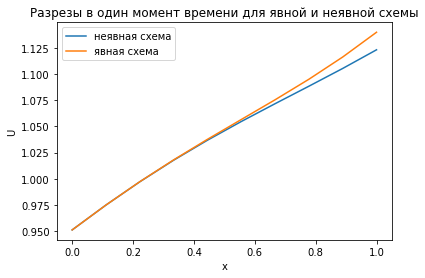 Разрезы в один момент времени для явной и неявной схемы
неявная схема
явная схема
1.125
1.100
1.075
1.050
1.025
1.000
0.975
0.950
U
0.0
0.2
0.4
0.6
0.8
1.0
x